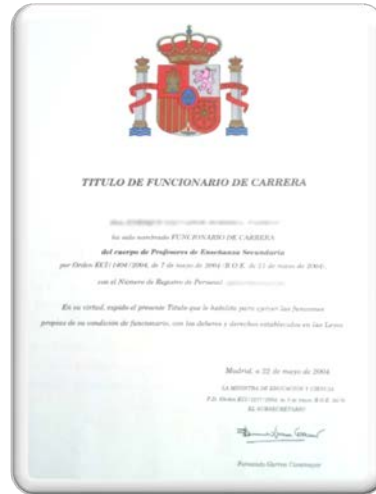 TITULO DE FUNCIONARIO DE CARRERA
ha sido nombrado FUNCIONARIO DE CARRERA
del cuerpo de Profesores de Enseñanza Secundaria
por Orden ECI/1404/2004, de 7 de mayo de 2004/ B O E. de 21 de mayo de 2004/,
con el Número de Registro de Personal
En su virtud, expido el presente Titulo que le habilita para ejercer las funciones
propias de su condición de funcionario, con los deberes y derechos establecidos en las Leyes
Madrid, a 22 de mayo de 2004
LA MINISTRA DE EDUCACION Y CIENCIA
EL SUBSECRETARIO
Fernando